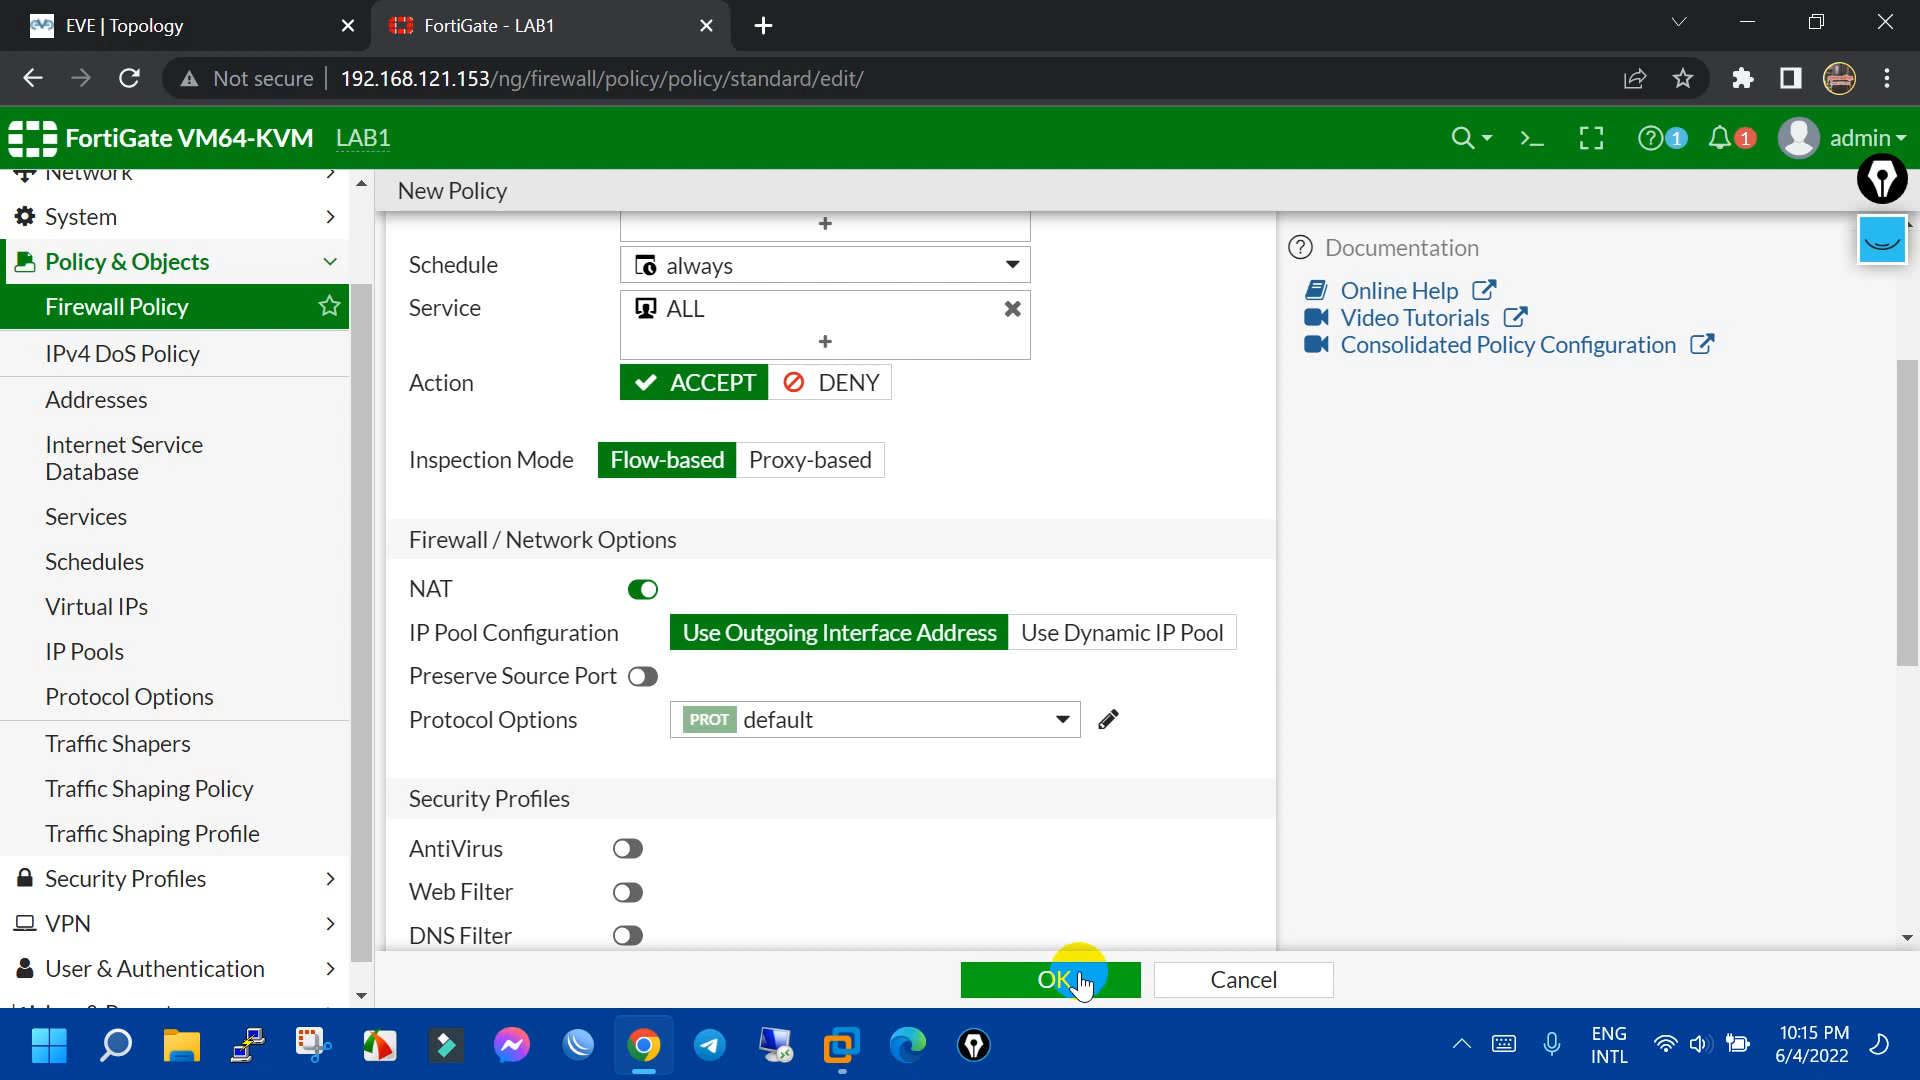 EVE | Topology
FortiGate - LAB1
Not secure
192.168.121.153/ng/firewall/policy/policy/standard/edit/
FortiGate VM64-KVM
LAB1
1
1
admin
Network
System
Policy & Objects
Firewall Policy
IPv4 DoS Policy
Addresses
Internet Service
Database
Services
Schedules
Virtual IPs
IP Pools
Protocol Options
Traffic Shapers
Traffic Shaping Policy
Traffic Shaping Profile
Security Profiles
VPN
User & Authentication
New Policy
Schedule
always
Service
ALL
Action
ACCEPT
DENY
Inspection Mode
Flow-based
Proxy-based
Firewall / Network Options
NAT
IP Pool Configuration
Use Outgoing Interface Address
Use Dynamic IP Pool
Preserve Source Port
Protocol Options
PROT default
Security Profiles
AntiVirus
Web Filter
DNS Filter
OK
Cancel
Documentation
Online Help
Video Tutorials
Consolidated Policy Configuration
ENG
INTL
10:15 PM
6/4/2022